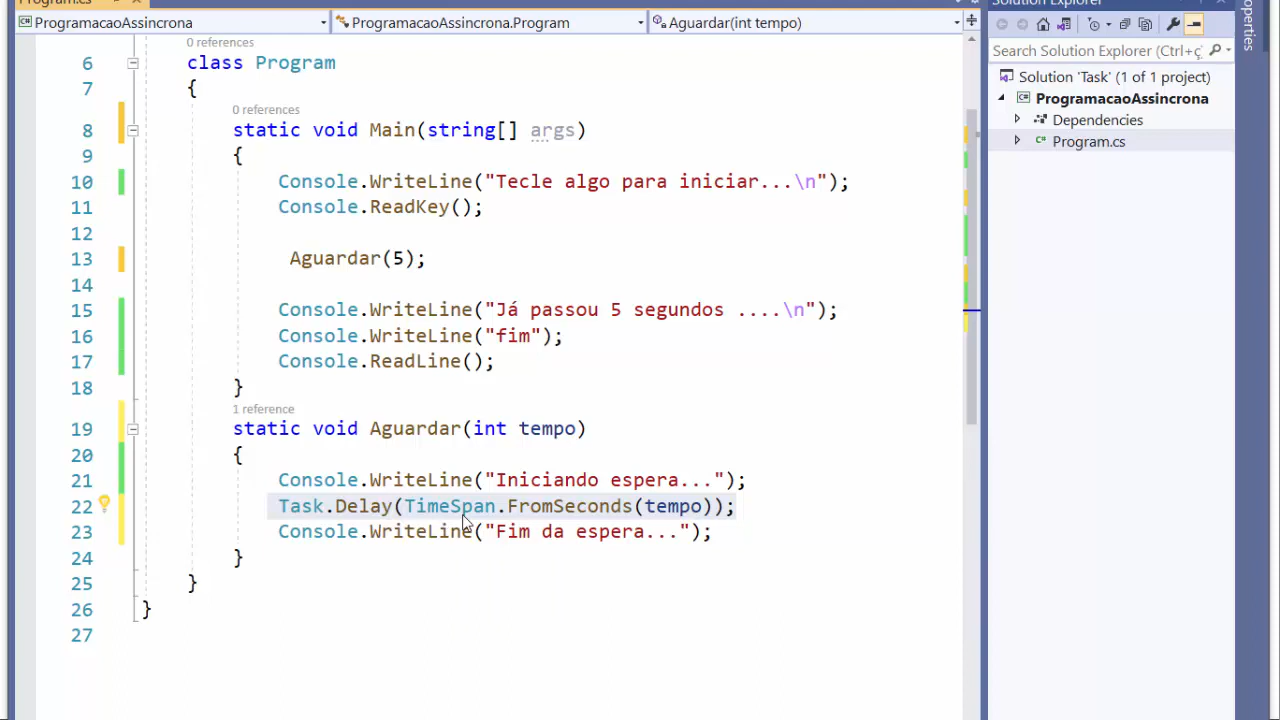 Program.cs
Solution Explorer
ProgramacaoAssincrona
ProgramacaoAssincrona.Program
Aguardar(int tempo)
0 references
6 class Program
7 {
0 references
8 static void Main(string[] args)
9 {
10 Console.WriteLine("Tecle algo para iniciar...\n");
11 Console.ReadKey();
12
13 Aguardar(5);
14
15 Console.WriteLine("Já passou 5 segundos ....\n");
16 Console.WriteLine("fim");
17 Console.ReadLine();
18 }
1 reference
19 static void Aguardar(int tempo)
20 {
21 Console.WriteLine("Iniciando espera...");
22 Task.Delay(TimeSpan.FromSeconds(tempo));
23 Console.WriteLine("Fim da espera...");
24 }
25 }
26 }
27
Search Solution Explorer (Ctrl+ç
Solution 'Task' (1 of 1 project)
ProgramacaoAssincrona
Dependencies
Program.cs
Properties